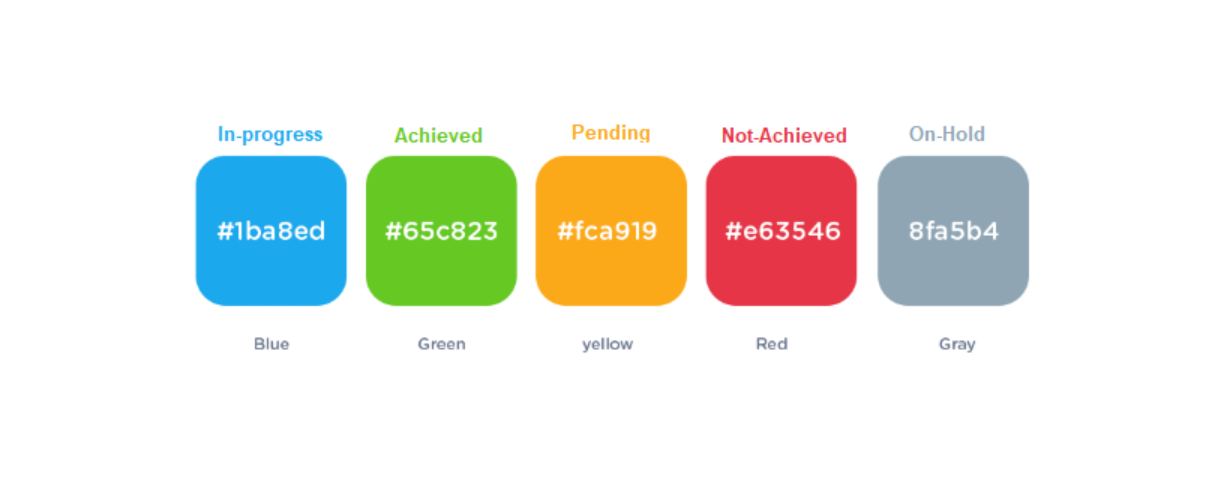 In-progress Achieved Pending Not-Achieved On-Hold
#1ba8ed #65c823 #fca919 #e63546 8fa5b4
Blue Green yellow Red Gray